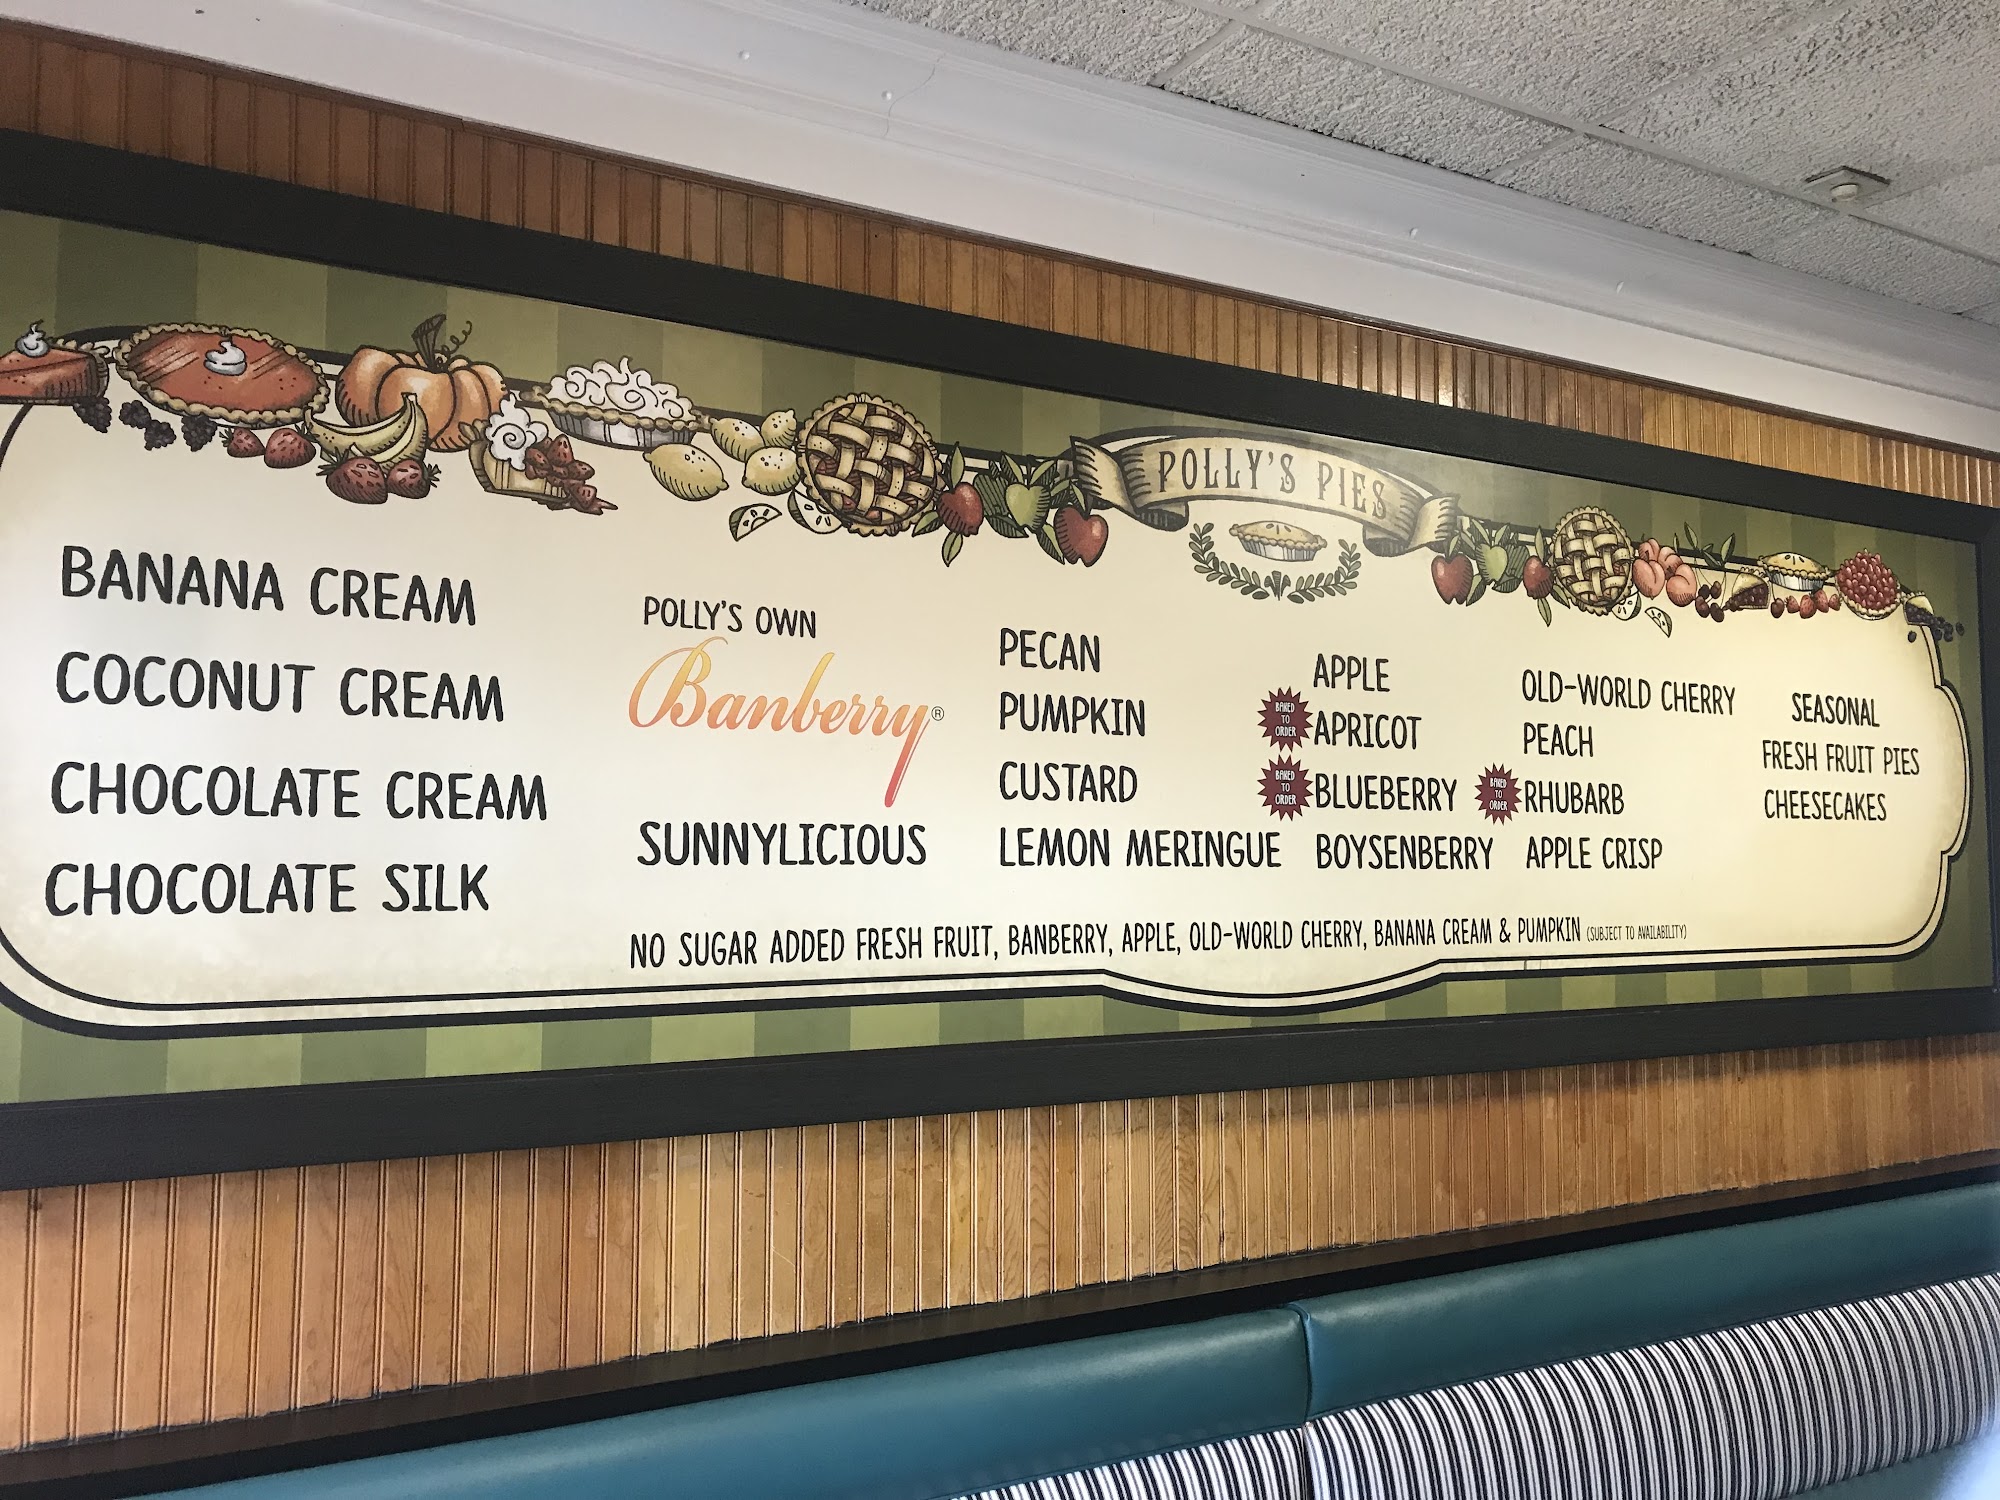 POLLY'S PIES
BANANA CREAM
COCONUT CREAM
CHOCOLATE CREAM
CHOCOLATE SILK
POLLY'S OWN
Banberry®
SUNNYLICIOUS
PECAN
PUMPKIN
CUSTARD
LEMON MERINGUE
APPLE
BAKED
TO
ORDER
APRICOT
BAKED
TO
ORDER
BLUEBERRY
BOYSENBERRY
OLD-WORLD CHERRY
PEACH
BAKED
TO
ORDER
RHUBARB
APPLE CRISP
SEASONAL
FRESH FRUIT PIES
CHEESECAKES
NO SUGAR ADDED FRESH FRUIT, BANBERRY, APPLE, OLD-WORLD CHERRY, BANANA CREAM & PUMPKIN (SUBJECT TO AVAILABILITY)